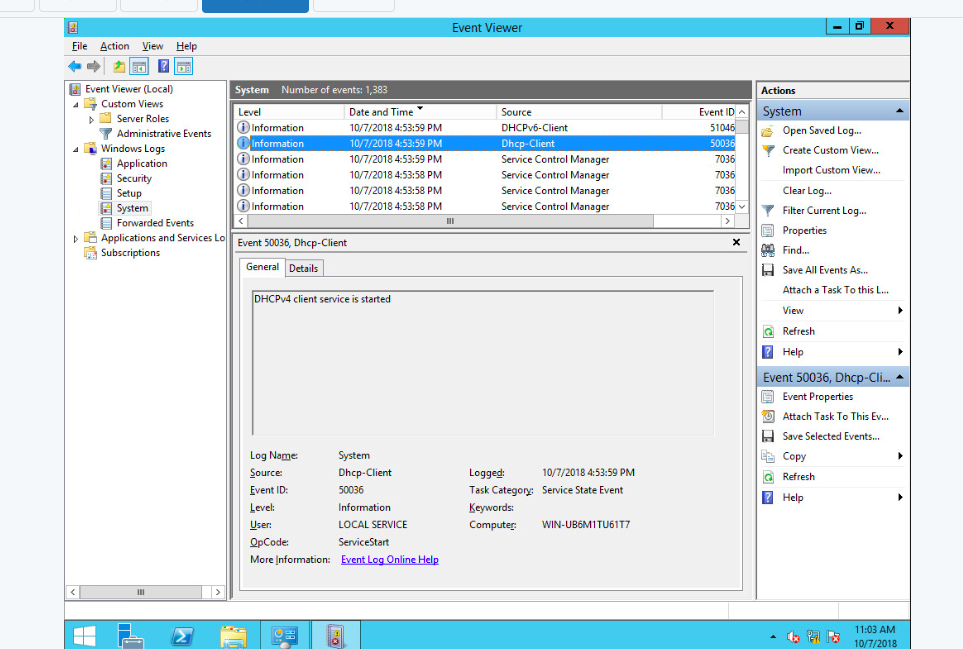 Event Viewer
File Action View Help
Event Viewer (Local)
Custom Views
Server Roles
Administrative Events
Windows Logs
Application
Security
Setup
System
Forwarded Events
Applications and Services Lo
Subscriptions
System Number of events: 1,383
Level Date and Time Source Event ID
Information 10/7/2018 4:53:59 PM DHCPv6-Client 51046
Information 10/7/2018 4:53:59 PM Dhcp-Client 50036
Information 10/7/2018 4:53:59 PM Service Control Manager 7036
Information 10/7/2018 4:53:58 PM Service Control Manager 7036
Information 10/7/2018 4:53:58 PM Service Control Manager 7036
Information 10/7/2018 4:53:58 PM Service Control Manager 7036
Event 50036, Dhcp-Client
General Details
DHCPv4 client service is started
Log Name: System
Source: Dhcp-Client Logged: 10/7/2018 4:53:59 PM
Event ID: 50036 Task Category: Service State Event
Level: Information Keywords:
User: LOCAL SERVICE Computer: WIN-UB6M1TU61T7
OpCode: ServiceStart
More Information: Event Log Online Help
Actions
System
Open Saved Log...
Create Custom View...
Import Custom View...
Clear Log...
Filter Current Log...
Properties
Find...
Save All Events As...
Attach a Task To this L...
View
Refresh
Help
Event 50036, Dhcp-Cli...
Event Properties
Attach Task To This Ev...
Save Selected Events...
Copy
Refresh
Help
11:03 AM
10/7/2018